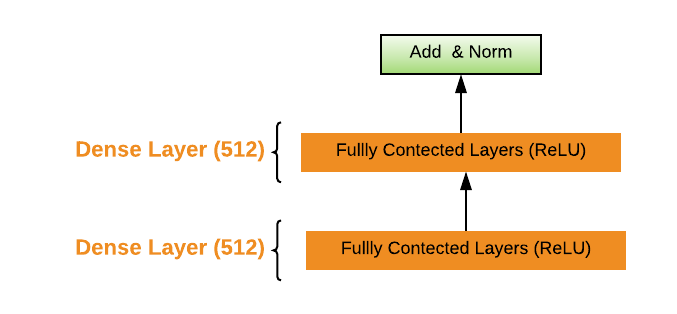 Add & Norm
Dense Layer (512)
Fullly Contected Layers (ReLU)
Dense Layer (512)
Fullly Contected Layers (ReLU)